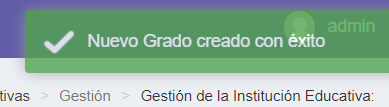 admin
Nuevo Grado creado con éxito
tivas > Gestión > Gestión de la Institución Educativa: